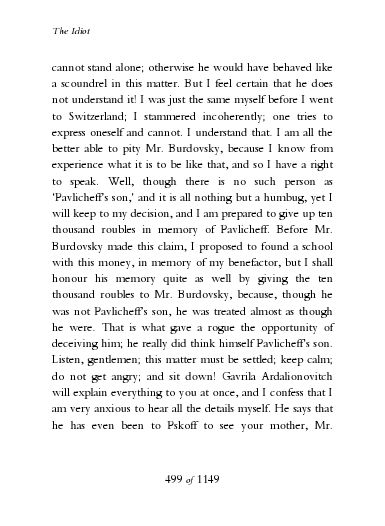 The Idiot
cannot stand alone; otherwise he would have behaved like
a scoundrel in this matter. But I feel certain that he does
not understand it! I was just the same myself before I went
to Switzerland; I stammered incoherently; one tries to
express oneself and cannot. I understand that. I am all the
better able to pity Mr. Burdovsky, because I know from
experience what it is to be like that, and so I have a right
to speak. Well, though there is no such person as
‘Pavlicheff’s son,’ and it is all nothing but a humbug, yet I
will keep to my decision, and I am prepared to give up ten
thousand roubles in memory of Pavlicheff. Before Mr.
Burdovsky made this claim, I proposed to found a school
with this money, in memory of my benefactor, but I shall
honour his memory quite as well by giving the ten
thousand roubles to Mr. Burdovsky, because, though he
was not Pavlicheff’s son, he was treated almost as though
he were. That is what gave a rogue the opportunity of
deceiving him; he really did think himself Pavlicheff’s son.
Listen, gentlemen; this matter must be settled; keep calm;
do not get angry; and sit down! Gavrila Ardalionovitch
will explain everything to you at once, and I confess that I
am very anxious to hear all the details myself. He says that
he has even been to Pskoff to see your mother, Mr.
499 of 1149